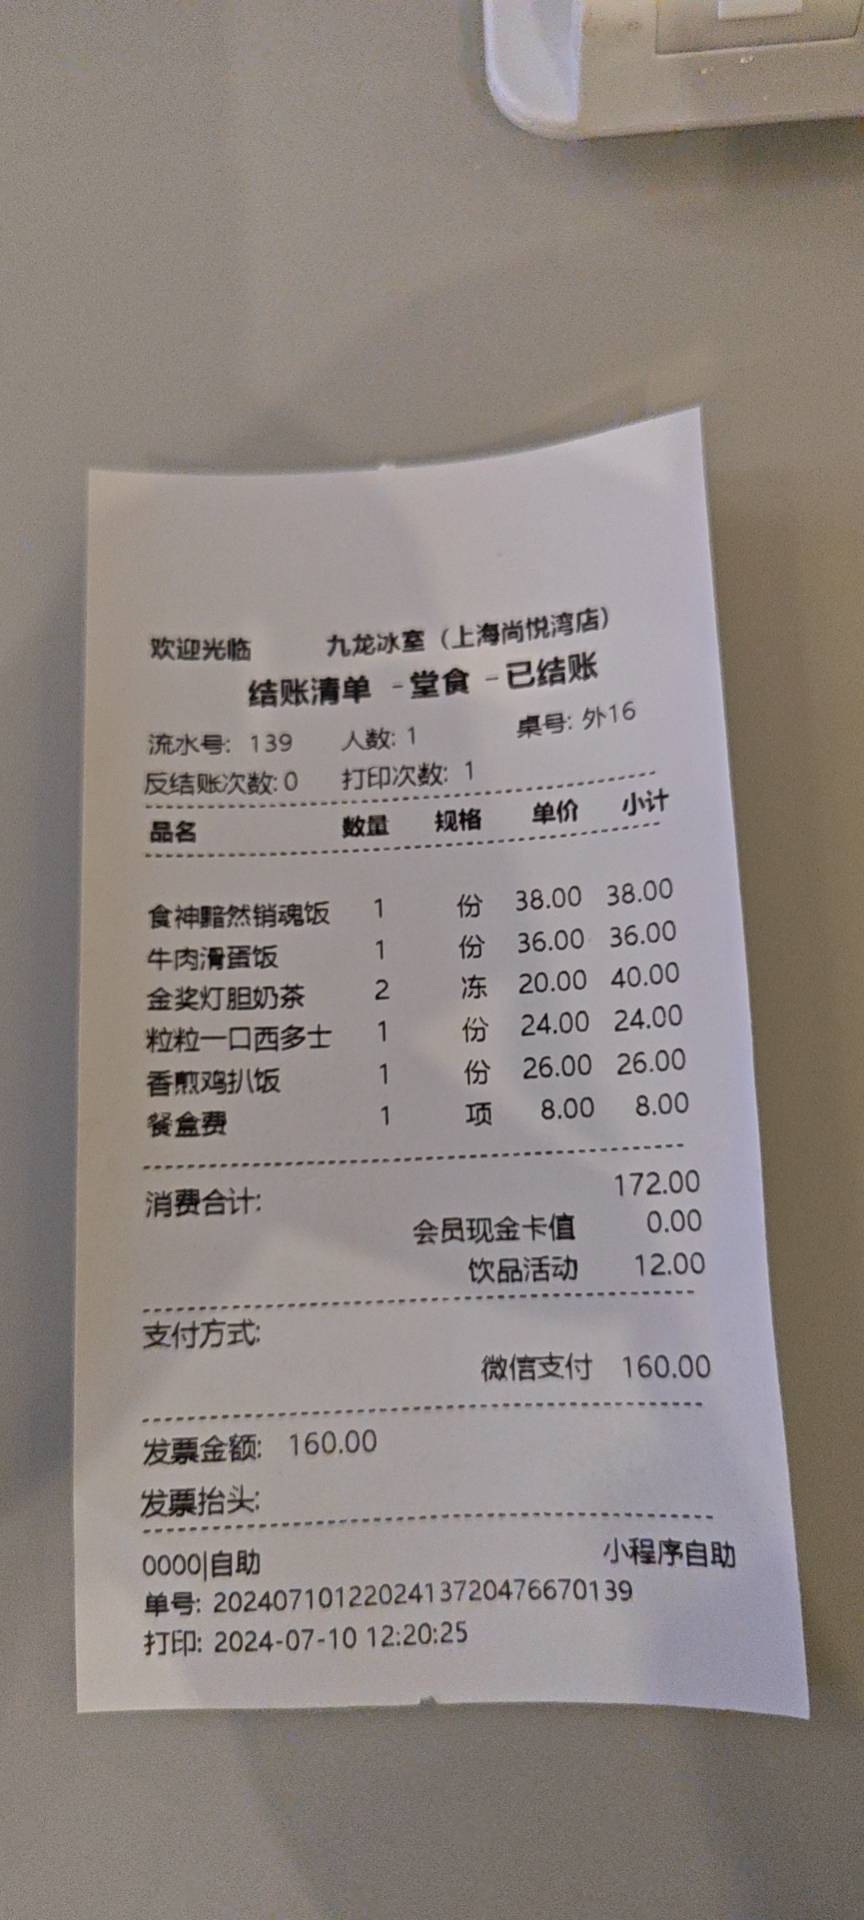 欢迎光临 九龙冰室（上海尚悦湾店）
结账清单 -堂食 -已结账
流水号: 139 人数: 1 桌号: 外16
反结账次数: 0 打印次数: 1
品名 数量 规格 单价 小计
食神黯然销魂饭 1 份 38.00 38.00
牛肉滑蛋饭 1 份 36.00 36.00
金奖灯胆奶茶 2 冻 20.00 40.00
粒粒一口西多士 1 份 24.00 24.00
香煎鸡扒饭 1 份 26.00 26.00
餐盒费 1 项 8.00 8.00
消费合计: 172.00
会员现金卡值 0.00
饮品活动 12.00
支付方式:
微信支付 160.00
发票金额: 160.00
发票抬头:
0000|自助 小程序自助
单号: 2024071012202413720476670139
打印: 2024-07-10 12:20:25